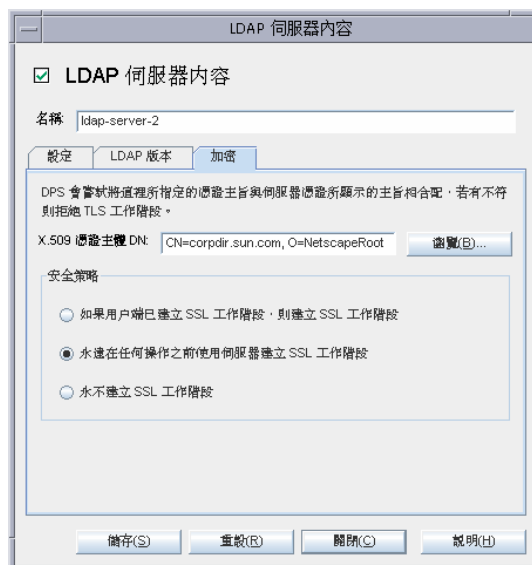 LDAP 伺服器內容
LDAP 伺服器內容
名稱: ldap-server-2
設定 LDAP 版本 加密
DPS 會嘗試將這裡所指定的憑證主旨與伺服器憑證所顯示的主旨相合配，若有不符
則拒絕 TLS 工作階段。
X.509 憑證主體 DN: CN=corpdir.sun.com, O=NetscapeRoot 瀏覽(B)...
安全策略
如果用戶端已建立 SSL 工作階段，則建立 SSL 工作階段
永遠在任何操作之前使用伺服器建立 SSL 工作階段
永不建立 SSL 工作階段
儲存(S) 重設(R) 關閉(C) 說明(H)